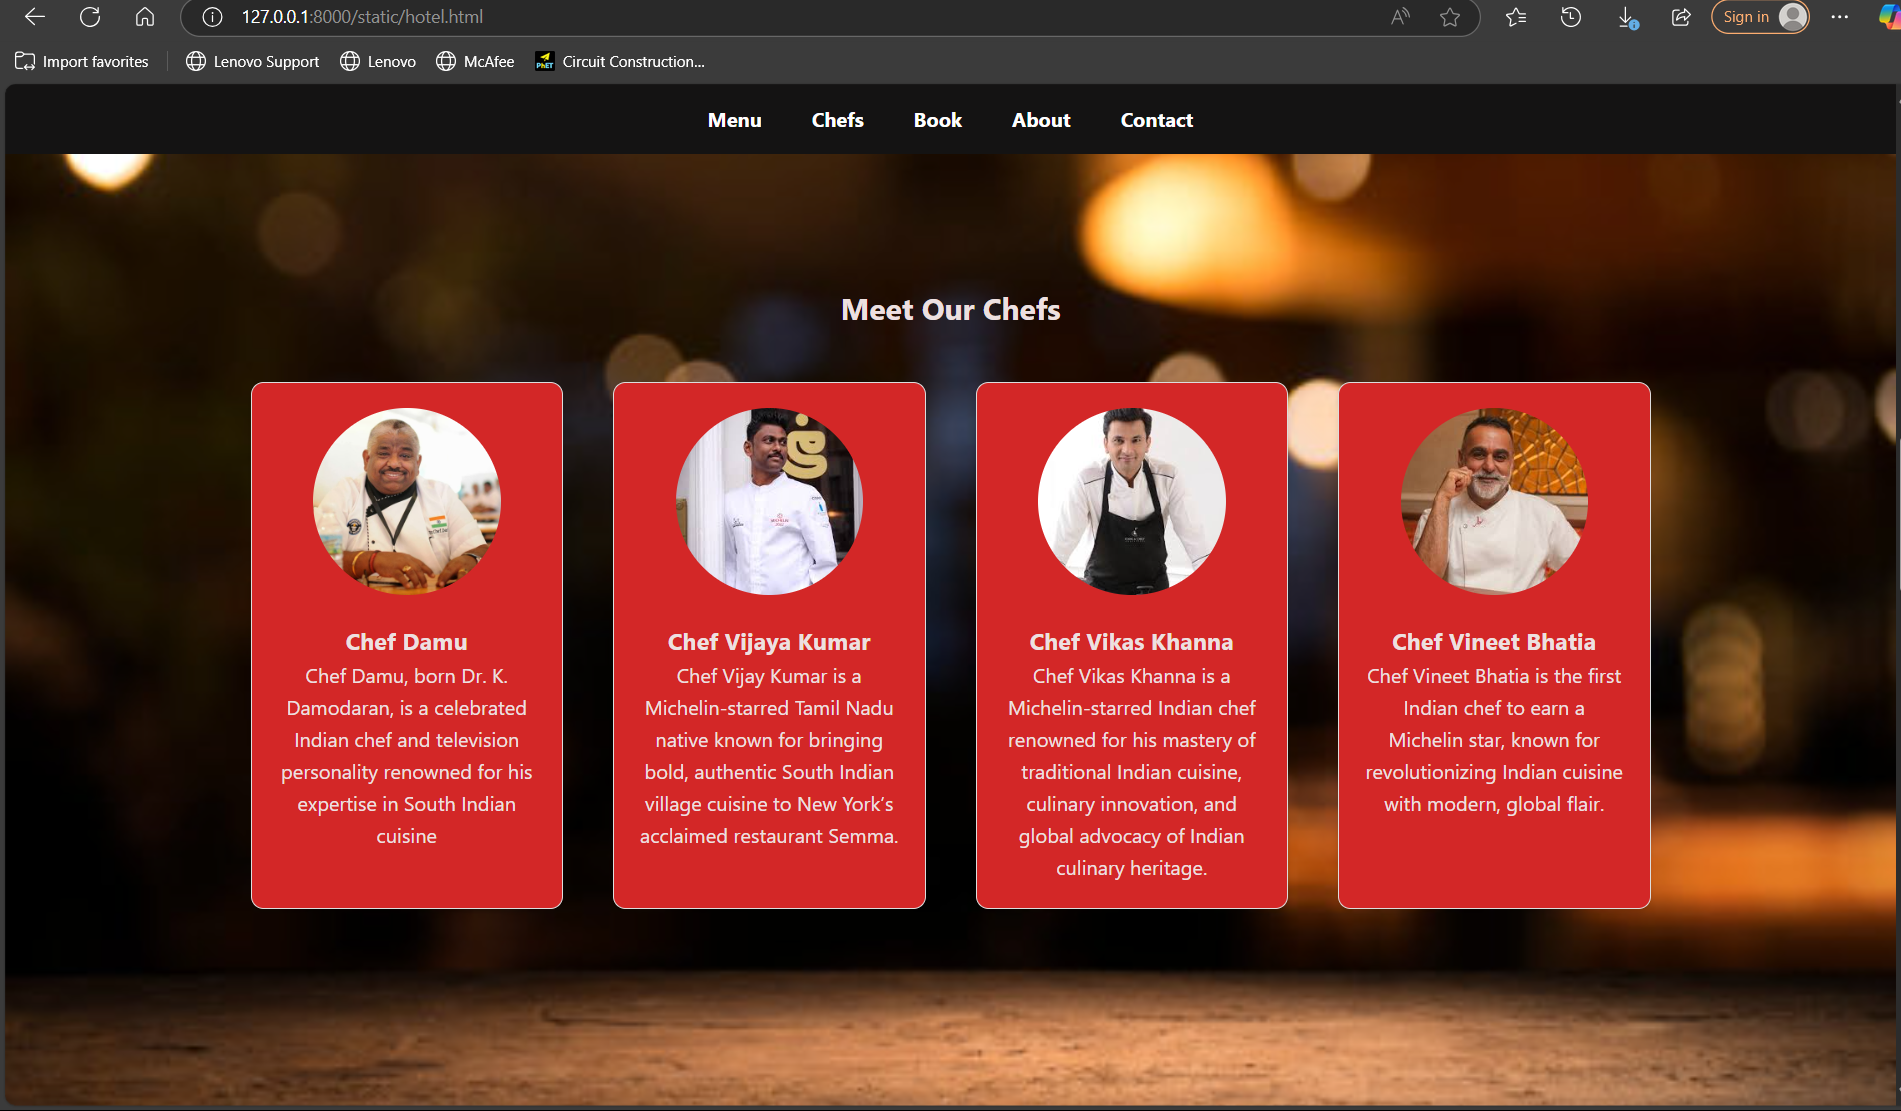 127.0.0.1:8000/static/hotel.html
Sign in
Import favorites
Lenovo Support
Lenovo
McAfee
PhET
Circuit Construction...
Menu
Chefs
Book
About
Contact
Meet Our Chefs
Chef Damu
Chef Damu, born Dr. K.
Damodaran, is a celebrated
Indian chef and television
personality renowned for his
expertise in South Indian
cuisine
Chef Vijaya Kumar
Chef Vijay Kumar is a
Michelin-starred Tamil Nadu
native known for bringing
bold, authentic South Indian
village cuisine to New York’s
acclaimed restaurant Semma.
Chef Vikas Khanna
Chef Vikas Khanna is a
Michelin-starred Indian chef
renowned for his mastery of
traditional Indian cuisine,
culinary innovation, and
global advocacy of Indian
culinary heritage.
Chef Vineet Bhatia
Chef Vineet Bhatia is the first
Indian chef to earn a
Michelin star, known for
revolutionizing Indian cuisine
with modern, global flair.